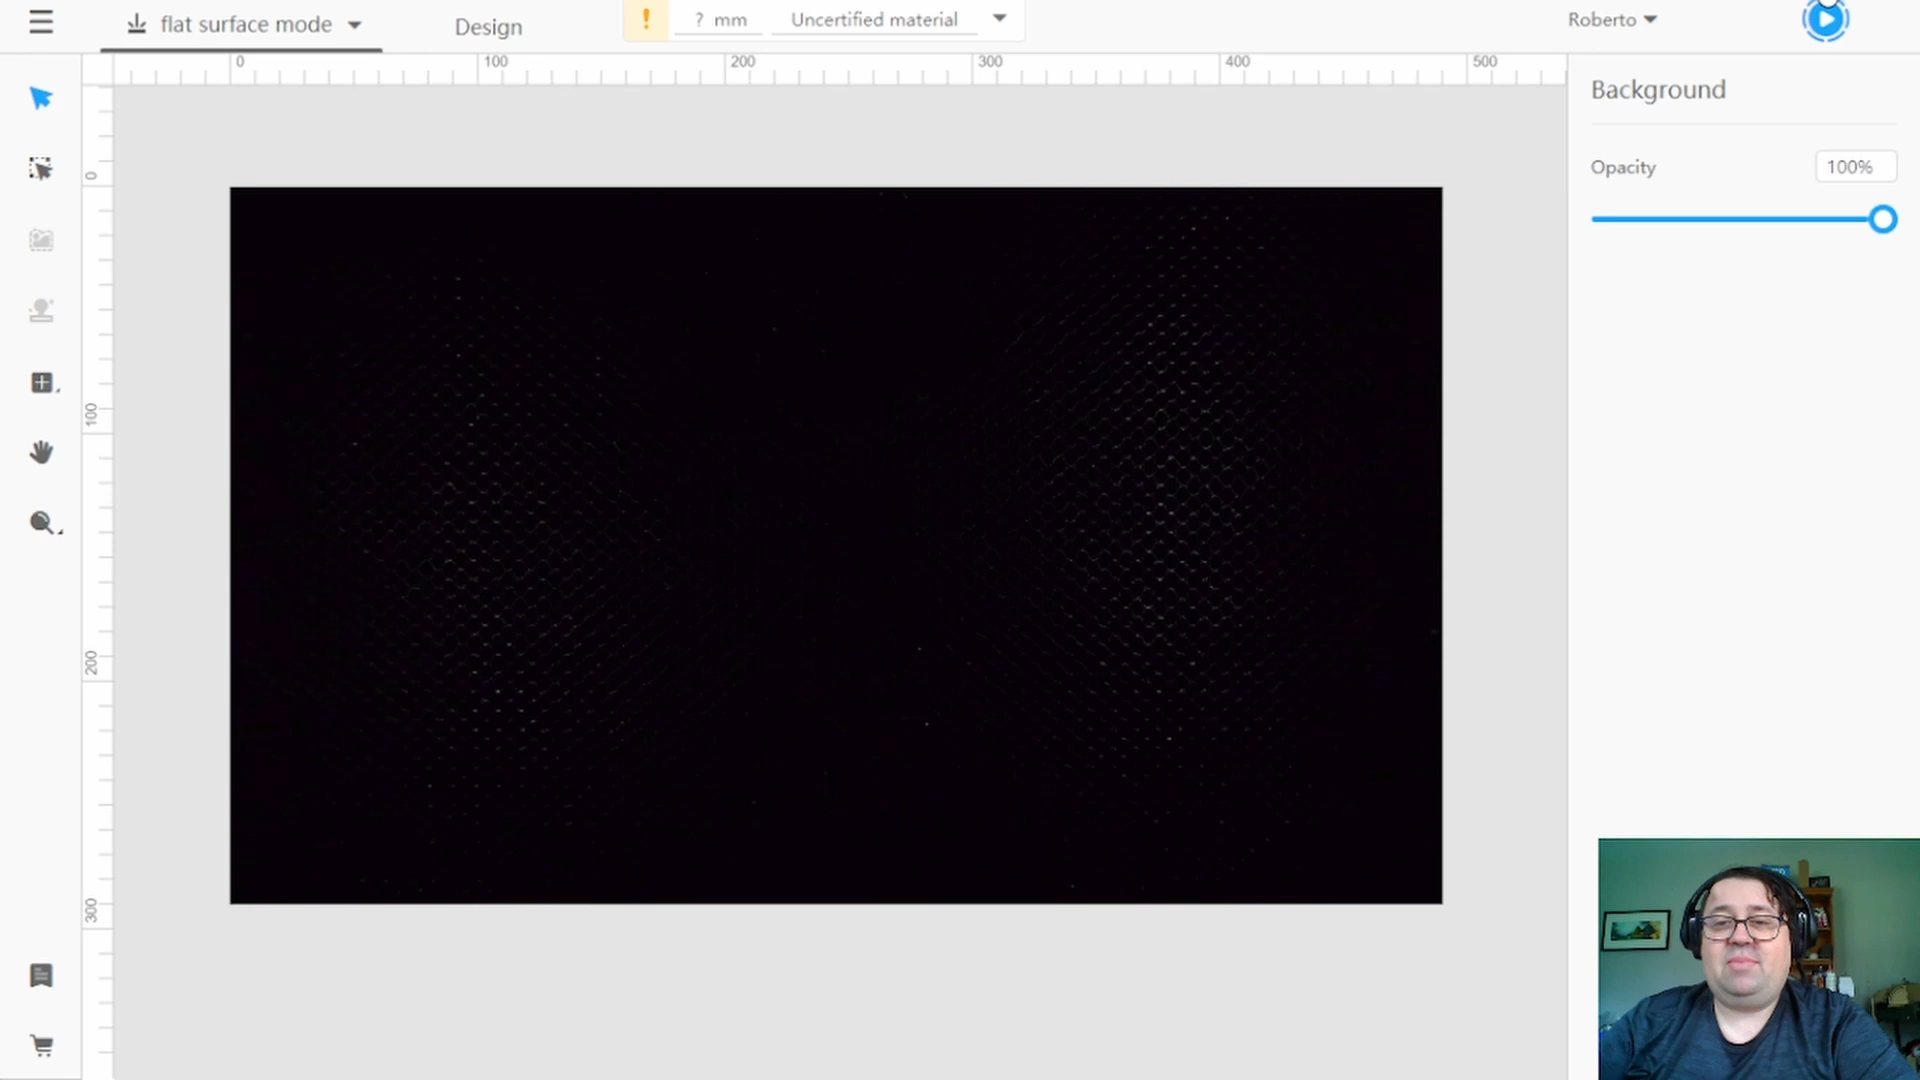 flat surface mode
Design
!
? mm
Uncertified material
Roberto
0
100
200
300
400
500
0
100
200
300
Background
Opacity
100%